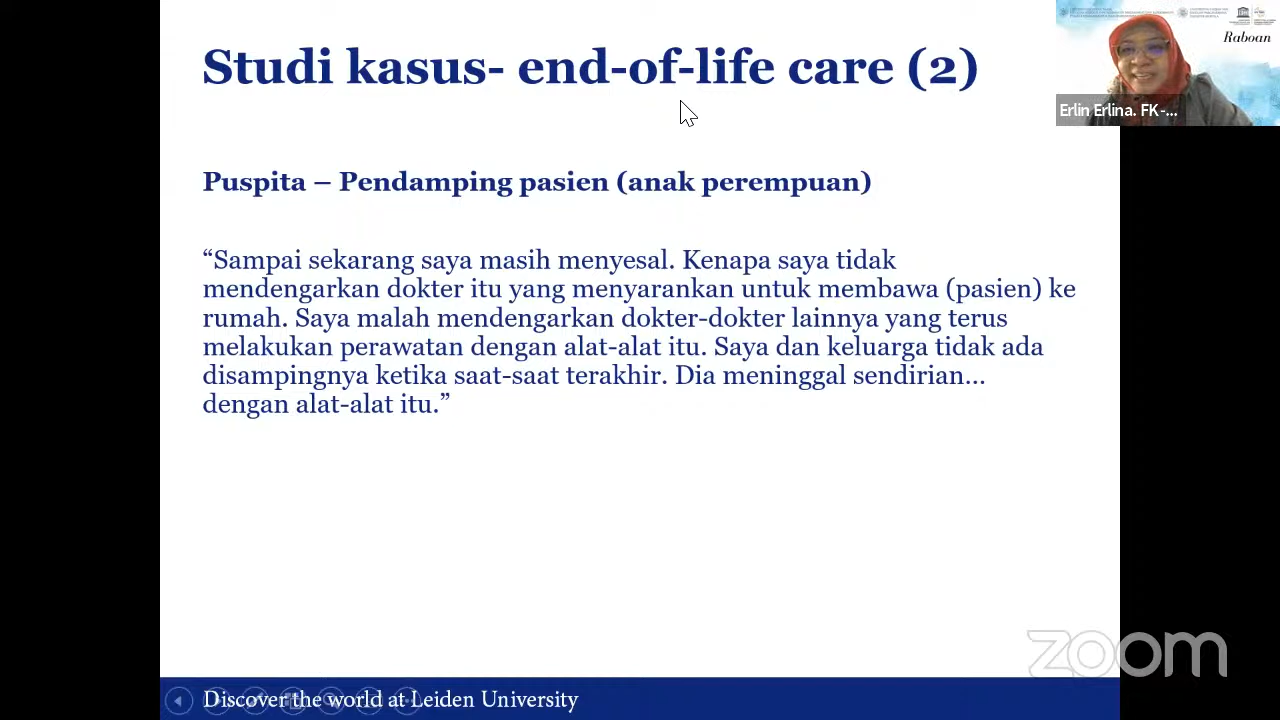 Studi kasus- end-of-life care (2)
Raboan
Erlin Erlina. FK-...
Puspita – Pendamping pasien (anak perempuan)
“Sampai sekarang saya masih menyesal. Kenapa saya tidak
mendengarkan dokter itu yang menyarankan untuk membawa (pasien) ke
rumah. Saya malah mendengarkan dokter-dokter lainnya yang terus
melakukan perawatan dengan alat-alat itu. Saya dan keluarga tidak ada
disampingnya ketika saat-saat terakhir. Dia meninggal sendirian...
dengan alat-alat itu.”
zoom
Discover the world at Leiden University